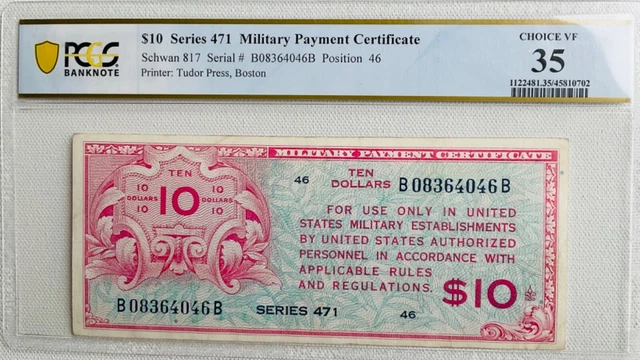 PCGS
BANKNOTE
$10 Series 471 Military Payment Certificate
Schwan 817 Serial # B08364046B Position 46
Printer: Tudor Press, Boston
CHOICE VF
35
1122481.35/45810702
MILITARY PAYMENT CERTIFICATE
TEN
10 10
DOLLARS 10 DOLLARS
10 10
46
TEN
DOLLARS B08364046B
FOR USE ONLY IN UNITED
STATES MILITARY ESTABLISHMENTS
BY UNITED STATES AUTHORIZED
PERSONNEL IN ACCORDANCE WITH
APPLICABLE RULES
AND REGULATIONS.
$10
B08364046B SERIES 471 46